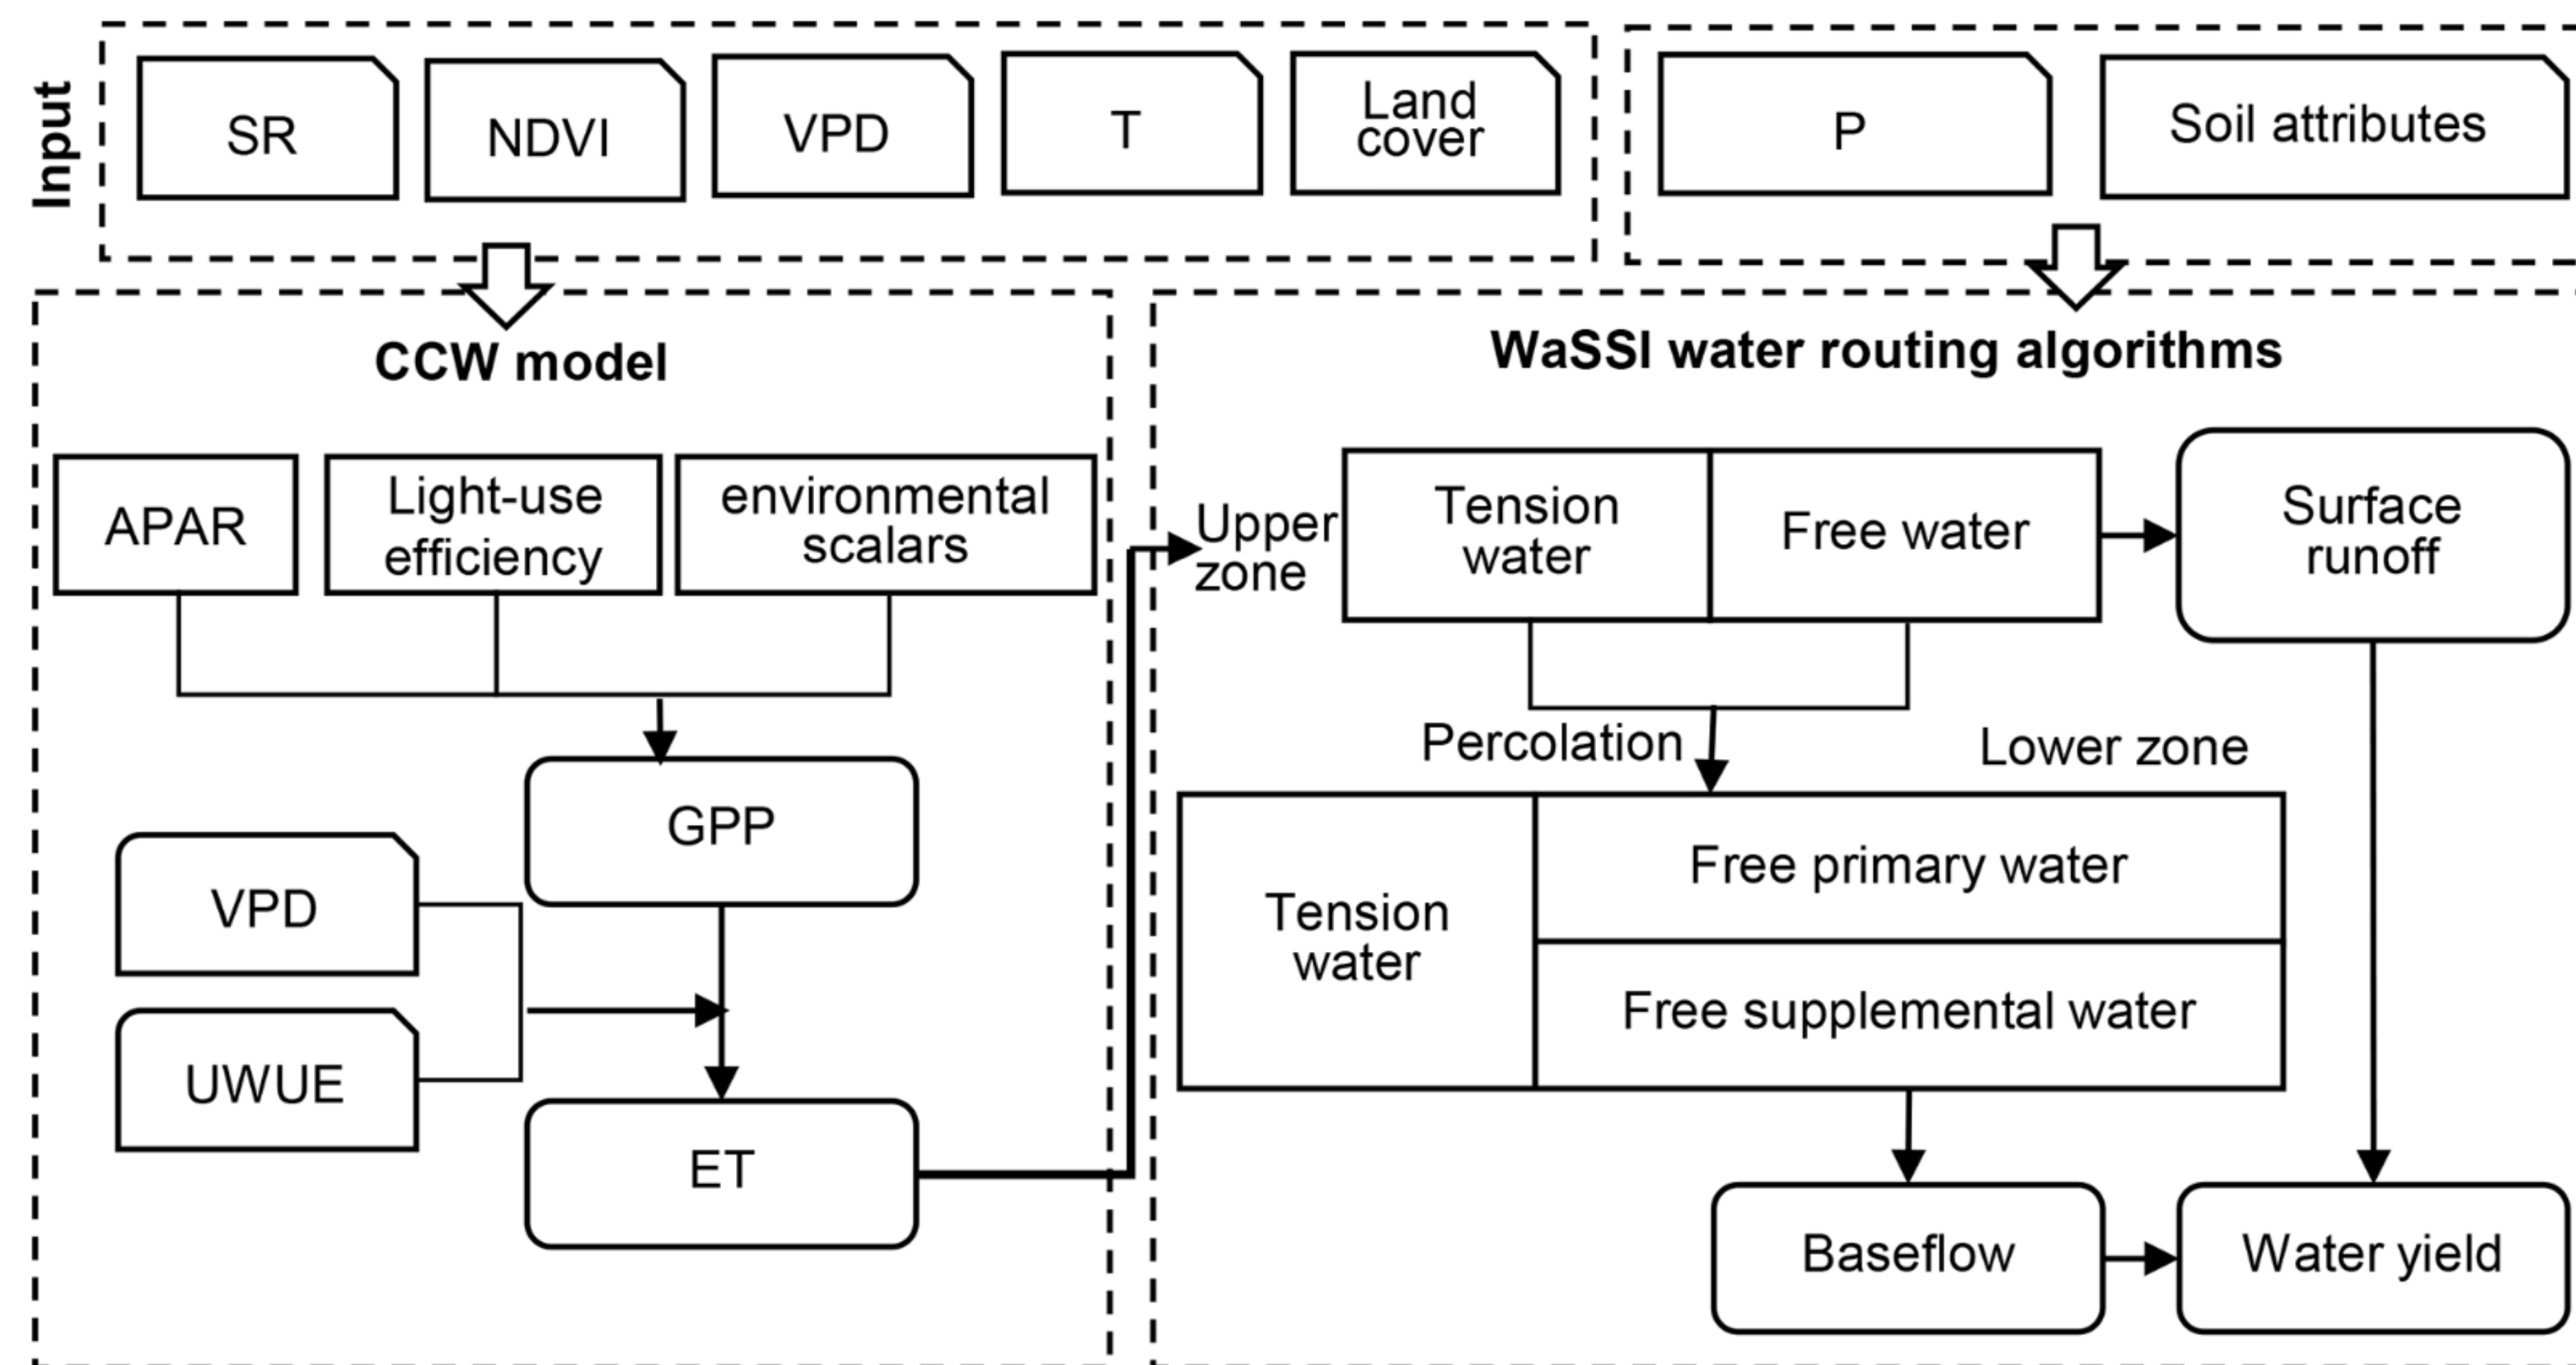 Input
SR
NDVI
VPD
T
Land
cover
P
Soil attributes
CCW model
APAR
Light-use
efficiency
environmental
scalars
GPP
VPD
UWUE
ET
WaSSI water routing algorithms
Upper
zone
Tension
water
Free water
Surface
runoff
Percolation
Lower zone
Tension
water
Free primary water
Free supplemental water
Baseflow
Water yield